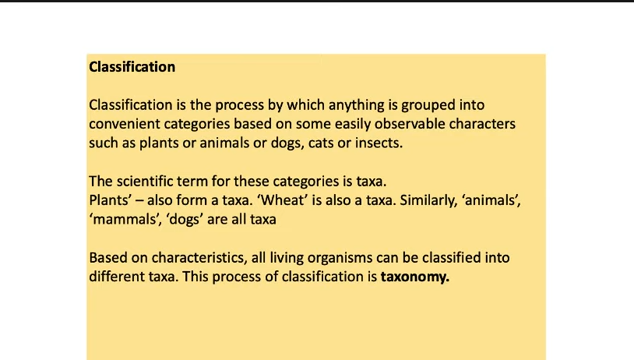 Classification
Classification is the process by which anything is grouped into
convenient categories based on some easily observable characters
such as plants or animals or dogs, cats or insects.
The scientific term for these categories is taxa.
Plants’ – also form a taxa. ‘Wheat’ is also a taxa. Similarly, ‘animals’,
‘mammals’, ‘dogs’ are all taxa
Based on characteristics, all living organisms can be classified into
different taxa. This process of classification is taxonomy.